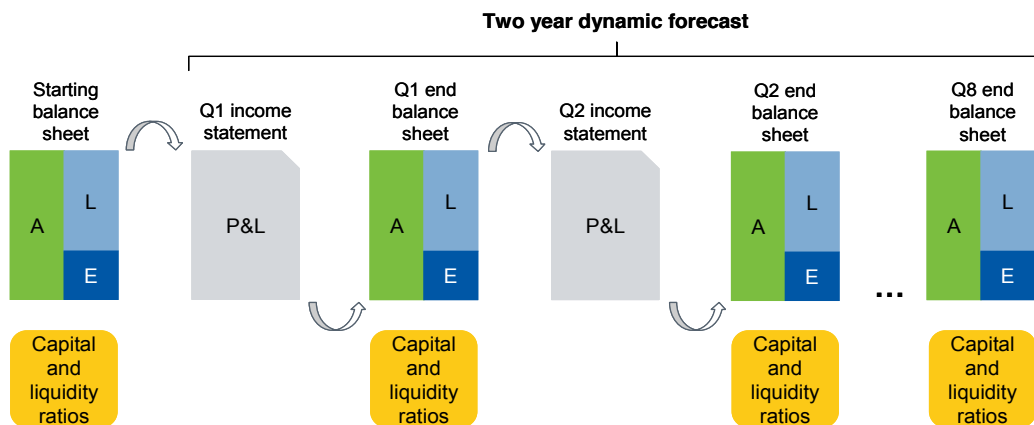 Two year dynamic forecast
Starting
balance
sheet
Q1 income
statement
Q1 end
balance
sheet
Q2 income
statement
Q2 end
balance
sheet
Q8 end
balance
sheet
A
L
E
P&L
A
L
E
P&L
A
L
E
...
A
L
E
Capital
and
liquidity
ratios
Capital
and
liquidity
ratios
Capital
and
liquidity
ratios
Capital
and
liquidity
ratios